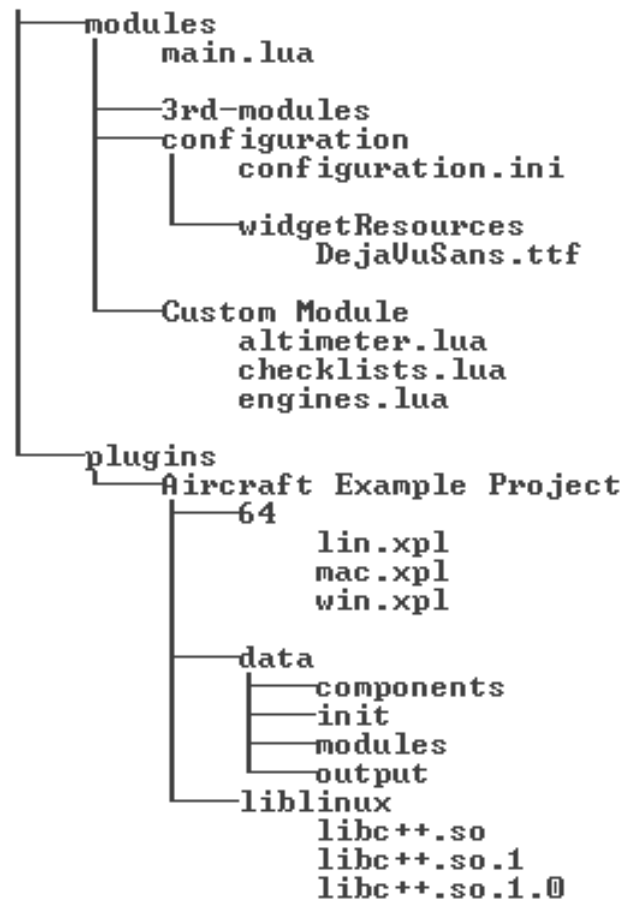 modules
main.lua
3rd-modules
configuration
configuration.ini
widgetResources
DejaVuSans.ttf
Custom Module
altimeter.lua
checklists.lua
engines.lua
plugins
Aircraft Example Project
64
lin.xpl
mac.xpl
win.xpl
data
components
init
modules
output
liblinux
libc++.so
libc++.so.1
libc++.so.1.0